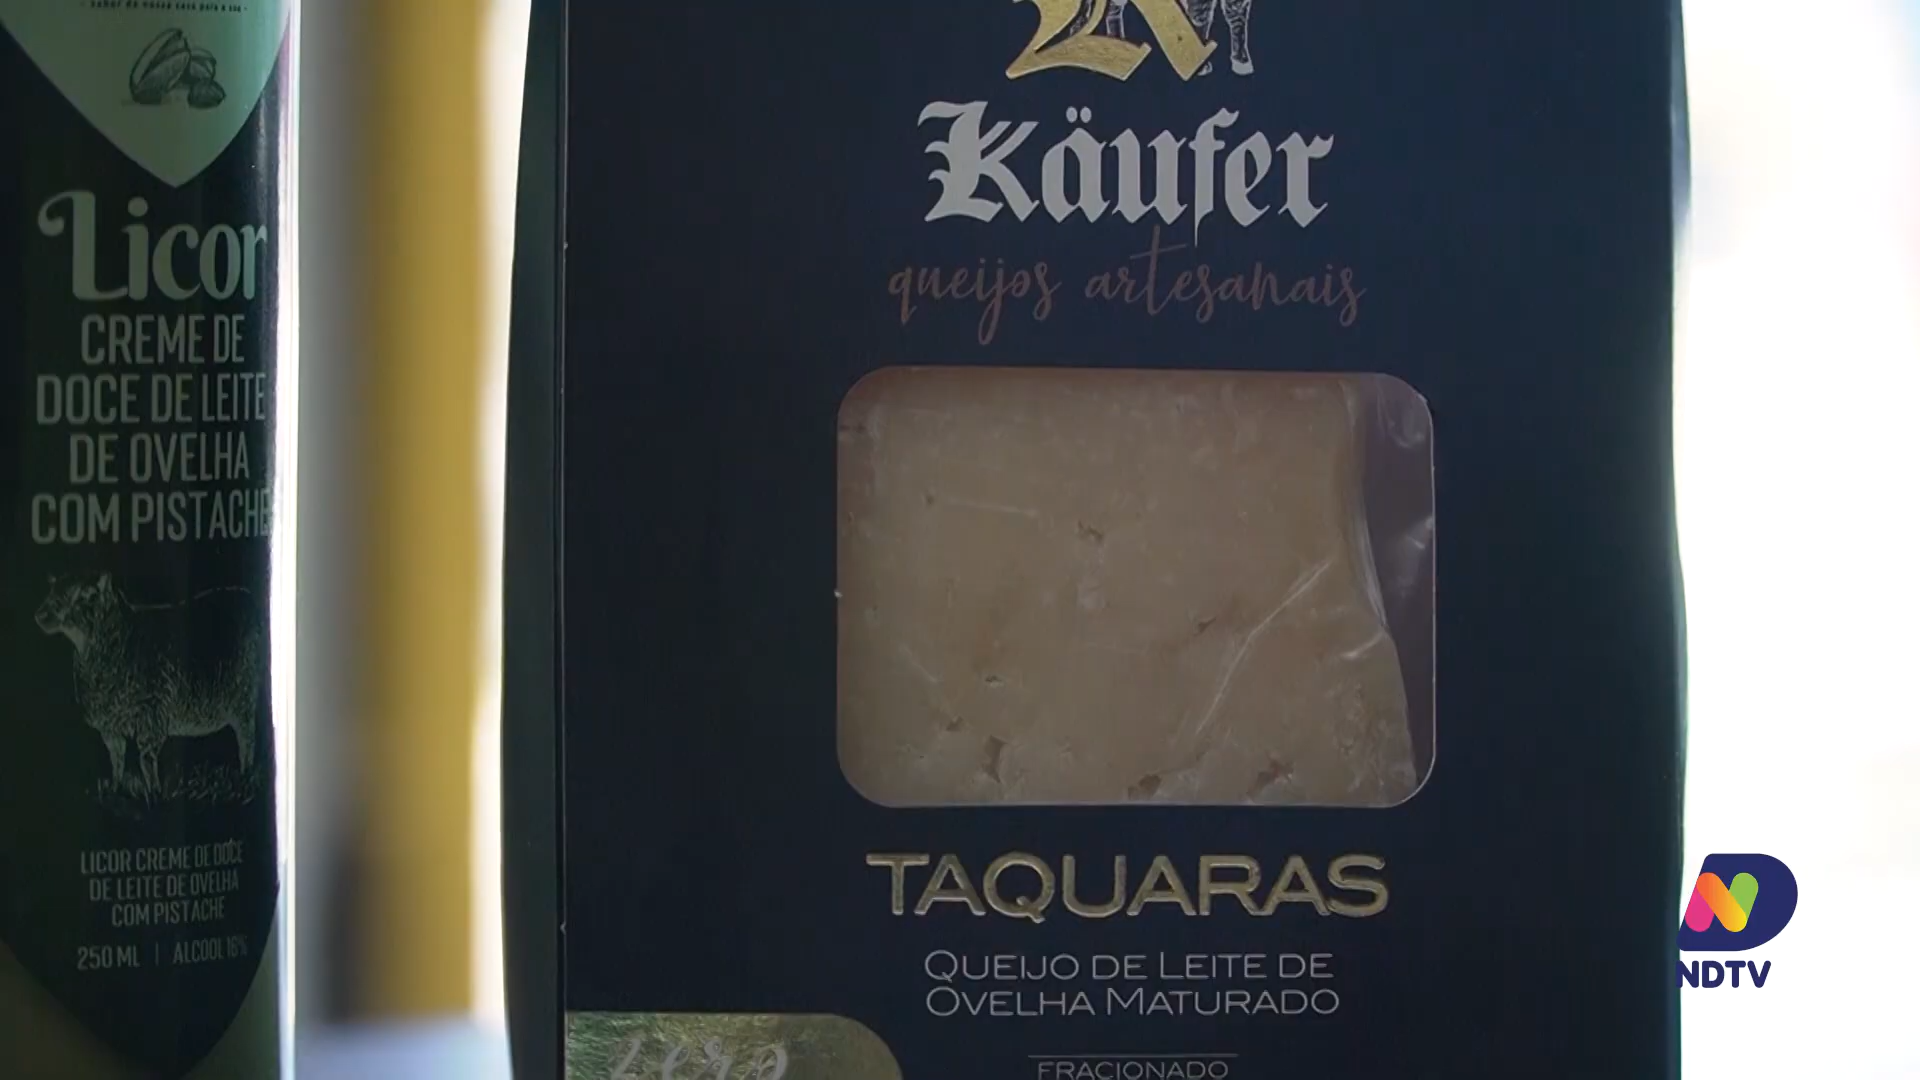 Licor
CREME DE
DOCE DE LEITE
DE OVELHA
COM PISTACHE
LICOR CREME DE DOCE
DE LEITE DE OVELHA
COM PISTACHE
250 ML | ALCOOL 16%
Käufer
queijos artesanais
TAQUARAS
QUEIJO DE LEITE DE
OVELHA MATURADO
FRACIONADO
zero
NDTV